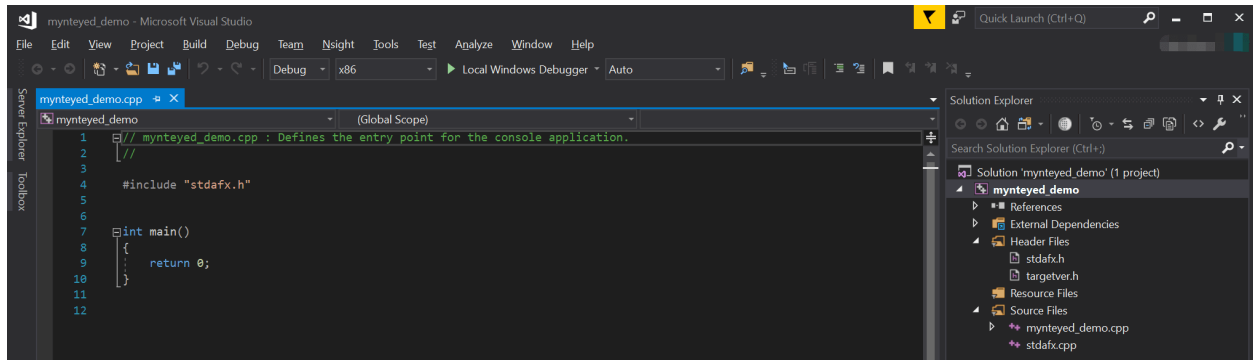 mynteyed_demo - Microsoft Visual Studio
Quick Launch (Ctrl+Q)
File Edit View Project Build Debug Team Nsight Tools Test Analyze Window Help
Debug x86 Local Windows Debugger Auto
Server Explorer
Toolbox
mynteyed_demo.cpp
mynteyed_demo (Global Scope)
1 // mynteyed_demo.cpp : Defines the entry point for the console application.
2 //
3
4 #include "stdafx.h"
5
6
7 int main()
8 {
9 return 0;
10 }
11
12
Solution Explorer
Search Solution Explorer (Ctrl+;)
Solution 'mynteyed_demo' (1 project)
mynteyed_demo
References
External Dependencies
Header Files
stdafx.h
targetver.h
Resource Files
Source Files
mynteyed_demo.cpp
stdafx.cpp